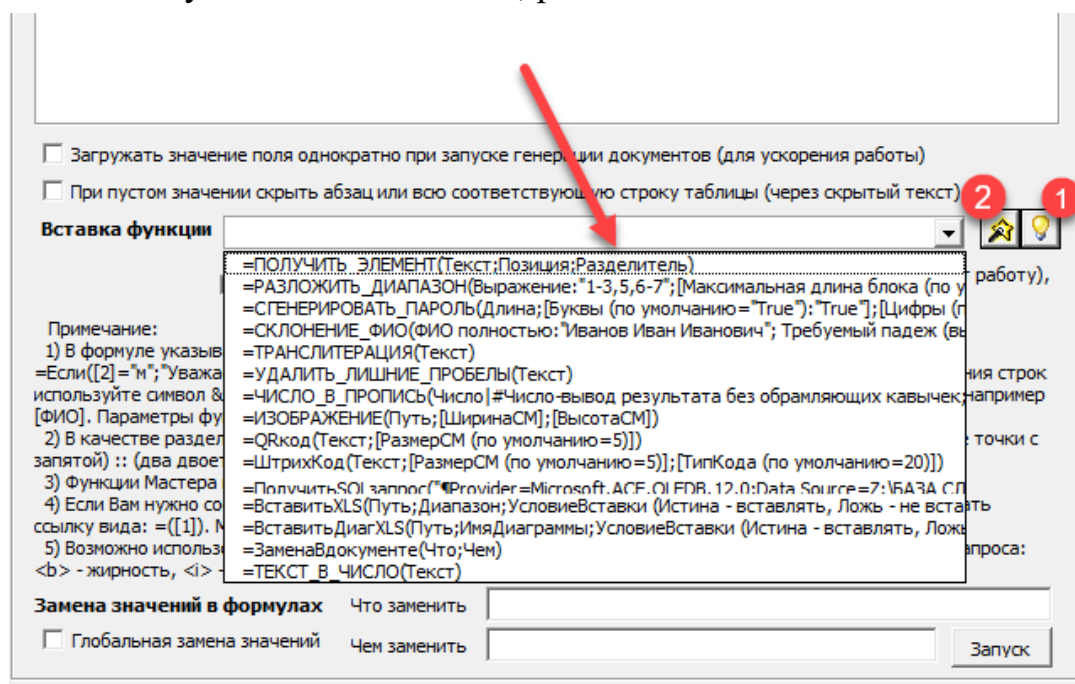 Загружать значение поля однократно при запуске генерации документов (для ускорения работы)
При пустом значении скрыть абзац или всю соответствующую строку таблицы (через скрытый текст)
2
1
Вставка функции
=ПОЛУЧИТЬ_ЭЛЕМЕНТ(Текст;Позиция;Разделитель)
=РАЗЛОЖИТЬ_ДИАПАЗОН(Выражение:"1-3,5,6-7";[Максимальная длина блока (по у
работу),
=СГЕНЕРИРОВАТЬ_ПАРОЛЬ(Длина;[Буквы (по умолчанию="True"):"True"];[Цифры (п
Примечание:
=СКЛОНЕНИЕ_ФИО(ФИО полностью:"Иванов Иван Иванович"; Требуемый падеж (вы
1) В формуле указыв
=ТРАНСЛИТЕРАЦИЯ(Текст)
=Если([2]="м";"Уважа
=УДАЛИТЬ_ЛИШНИЕ_ПРОБЕЛЫ(Текст)
ния строк
используйте символ &
=ЧИСЛО_В_ПРОПИСЬ(Число|#Число-вывод результата без обрамляющих кавычек;
например
[ФИО]. Параметры фу
=ИЗОБРАЖЕНИЕ(Путь;[ШиринаСМ];[ВысотаСМ])
2) В качестве раздел
=QRкод(Текст;[РазмерСМ (по умолчанию=5)])
точки с
запятой) :: (два двоет
=ШтрихКод(Текст;[РазмерСМ (по умолчанию=5)];[ТипКода (по умолчанию=20)])
3) Функции Мастера
=ПолучитьSQLзапрос("¶Provider=Microsoft.ACE.OLEDB.12.0;Data Source=Z:\БАЗА СЛ
4) Если Вам нужно со
=ВставитьXLS(Путь;Диапазон;УсловиеВставки (Истина - вставлять, Ложь - не вста
ть
ссылку вида: =([1]).
=ВставитьДиагXLS(Путь;ИмяДиаграммы;УсловиеВставки (Истина - вставлять, Ложь
5) Возможно использо
=ЗаменаВдокументе(Что;Чем)
апроса:
<b> - жирность, <i> -
=ТЕКСТ_В_ЧИСЛО(Текст)
Замена значений в формулах
Что заменить
Глобальная замена значений
Чем заменить
Запуск